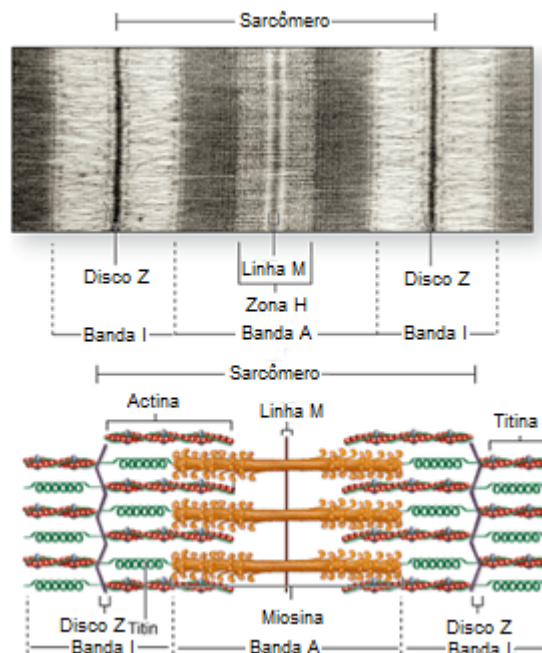 Sarcômero
Disco Z
Linha M
Disco Z
Zona H
Banda I
Banda A
Banda I
Sarcômero
Actina
Linha M
Titina
Disco Z
Titin
Miosina
Disco Z
Banda I
Banda A
Banda I